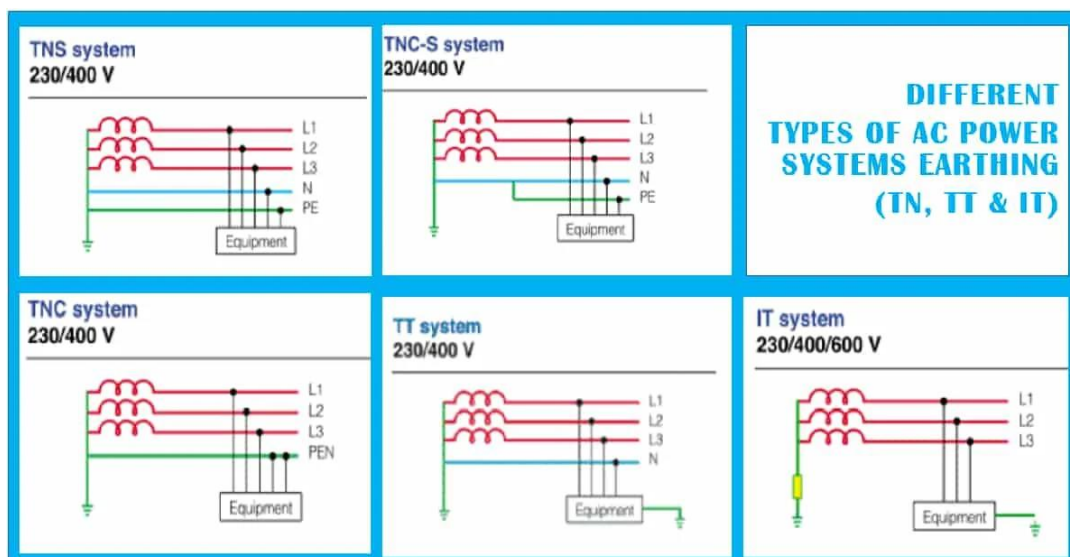 TNS system
230/400 V
L1
L2
L3
N
PE
Equipment
TNC-S system
230/400 V
L1
L2
L3
N
PE
Equipment
DIFFERENT
TYPES OF AC POWER
SYSTEMS EARTHING
(TN, TT & IT)
TNC system
230/400 V
L1
L2
L3
PEN
Equipment
TT system
230/400 V
L1
L2
L3
N
Equipment
IT system
230/400/600 V
L1
L2
L3
Equipment